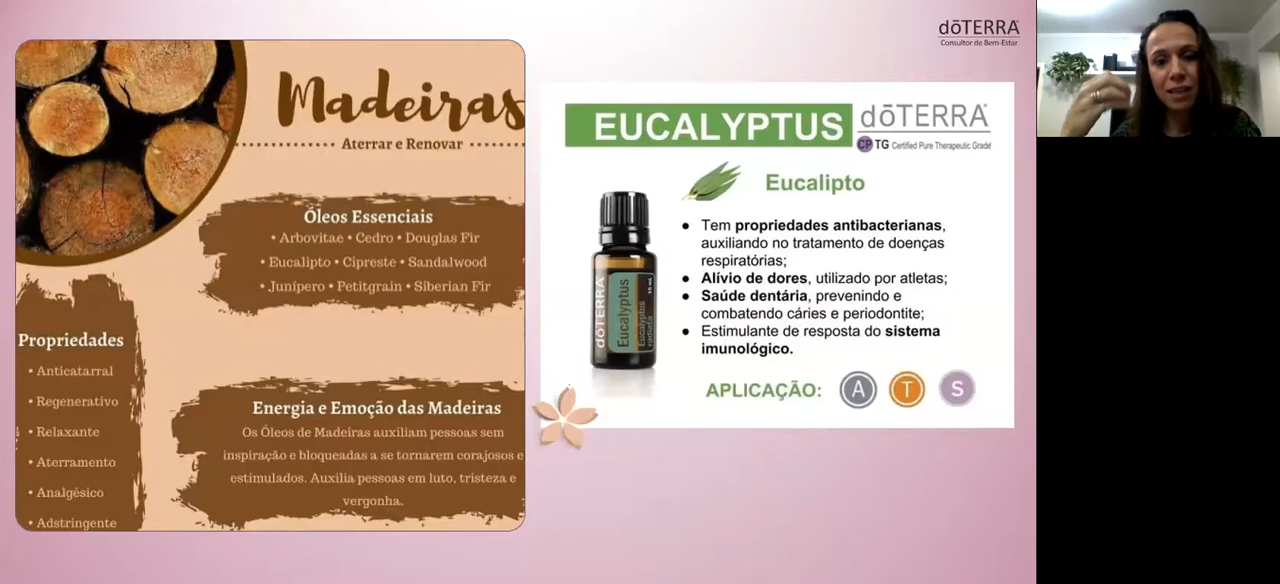 dōTERRA
Consultor de Bem-Estar
Madeiras
Aterrar e Renovar
Óleos Essenciais
• Arbovitae • Cedro • Douglas Fir
• Eucalipto • Cipreste • Sandalwood
• Junípero • Petitgrain • Siberian Fir
Propriedades
• Anticatarral
• Regenerativo
• Relaxante
• Aterramento
• Analgésico
• Adstringente
Energia e Emoção das Madeiras
Os Óleos de Madeiras auxiliam pessoas sem
inspiração e bloqueadas a se tornarem corajosos e
estimulados. Auxilia pessoas em luto, tristeza e
vergonha.
EUCALYPTUS
dōTERRA
CPTG Certified Pure Therapeutic Grade
Eucalipto
● Tem propriedades antibacterianas,
auxiliando no tratamento de doenças
respiratórias;
● Alívio de dores, utilizado por atletas;
● Saúde dentária, prevenindo e
combatendo cáries e periodontite;
● Estimulante de resposta do sistema
imunológico.
APLICAÇÃO: A T S
dōTERRA
Eucalyptus
Eucalyptus
radiata
15 mL